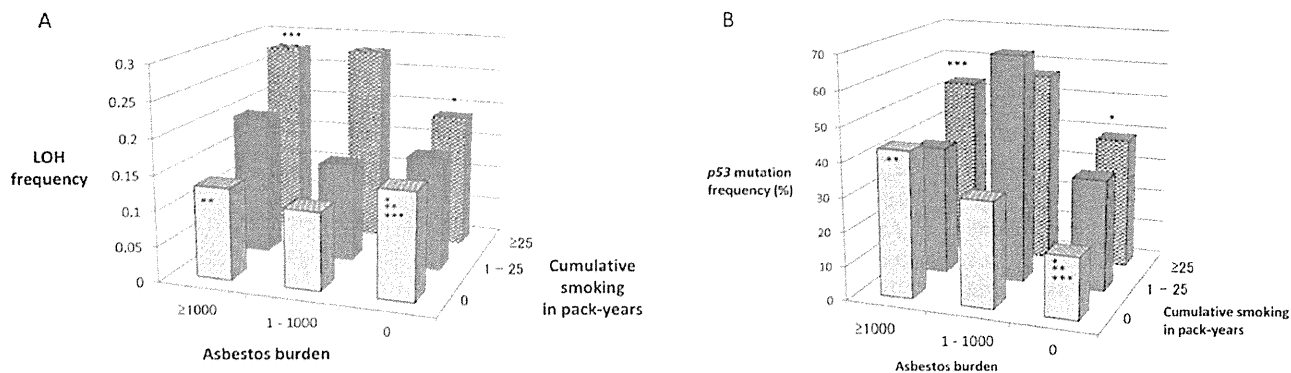 A
LOH
frequency
0.3
0.25
0.2
0.15
0.1
0.05
0
***
***
*
**
*
**
***
≥1000
1 - 1000
0
Asbestos burden
0
1 - 25
≥25
Cumulative
smoking
in pack-years
B
p53 mutation
frequency (%)
70
60
50
40
30
20
10
0
***
*
**
*
**
***
≥1000
1 - 1000
0
Asbestos burden
0
1 - 25
≥25
Cumulative smoking
in pack-years